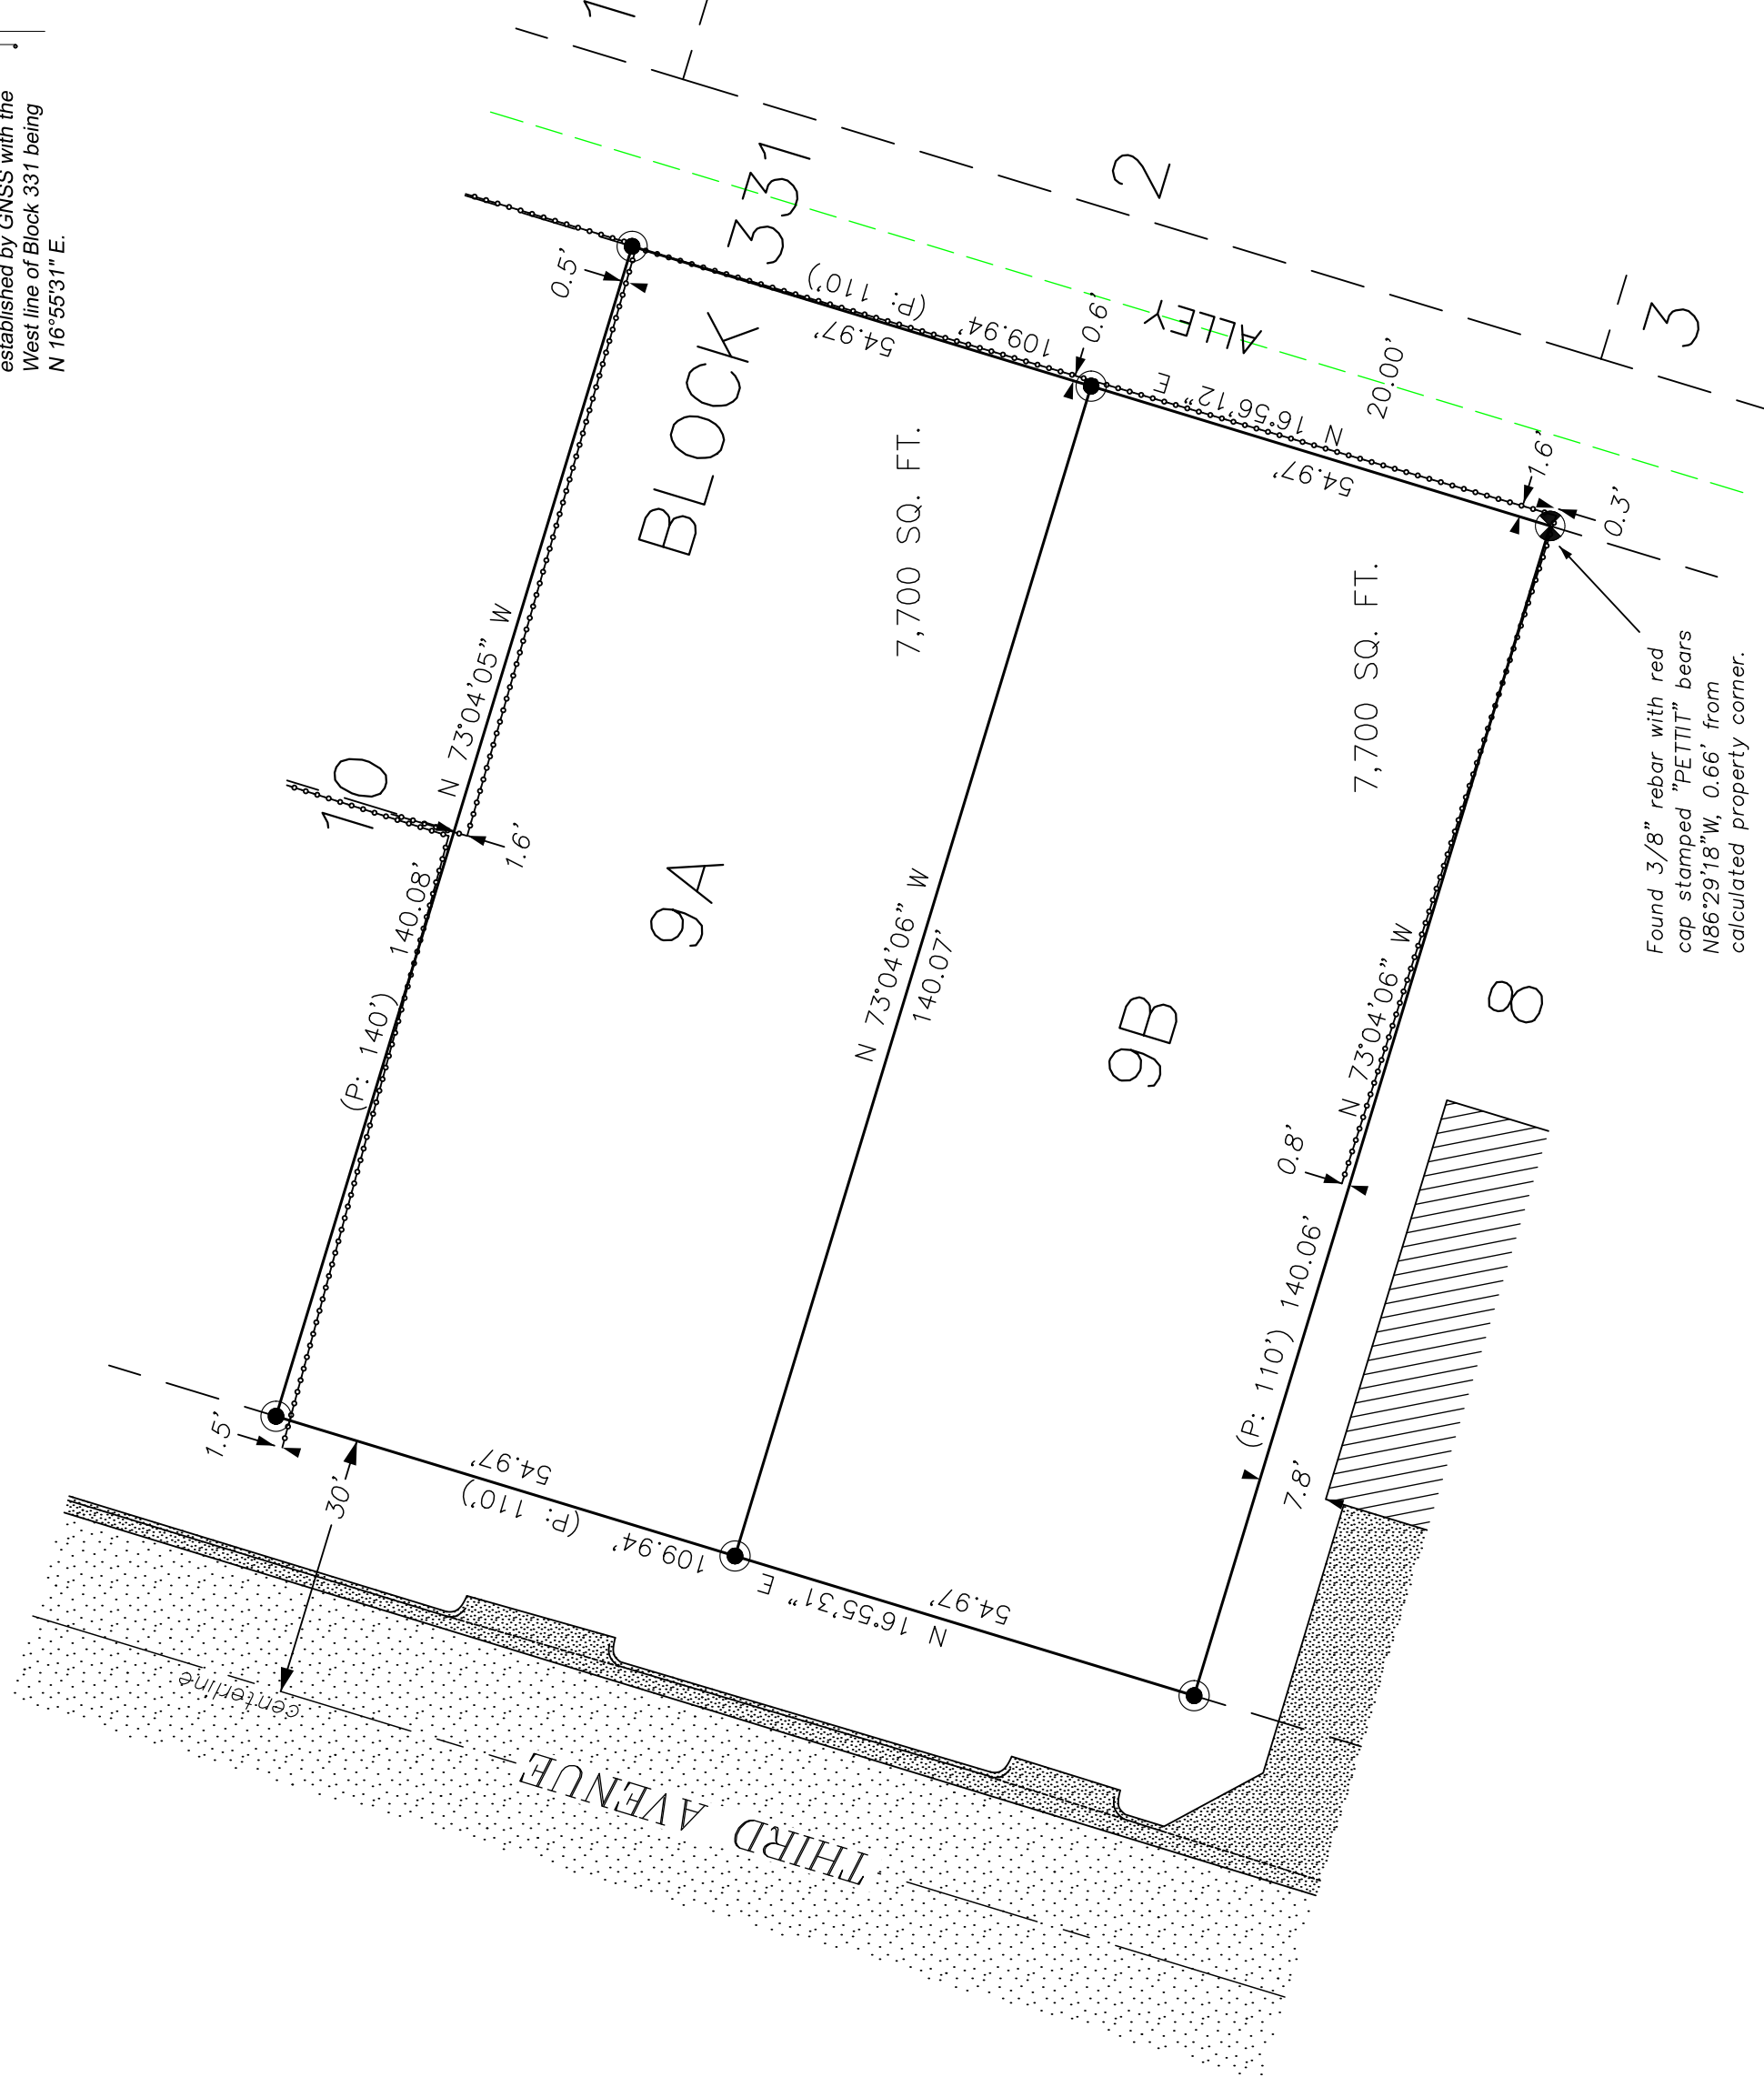 established by GNSS with the
West line of Block 331 being
N 16°55'31" E.
1
2
3
331
BLOCK
ALLEY
20.00'
0.5'
(P: 110')
109.94'
54.97'
0.6'
N 16°56'12" E
54.97'
1.6'
0.3'
7,700 SQ. FT.
7,700 SQ. FT.
10
N 73°04'05" W
140.08'
(P: 140')
1.6'
9A
N 73°04'06" W
140.07'
9B
N 73°04'06" W
0.8'
140.06'
(P: 110')
7.8'
8
Found 3/8" rebar with red
cap stamped "PETTIT" bears
N86°29'18"W, 0.66' from
calculated property corner.
1.5'
30'
54.97'
(P: 110')
109.94'
N 16°55'31" E
54.97'
centerline
THIRD AVENUE